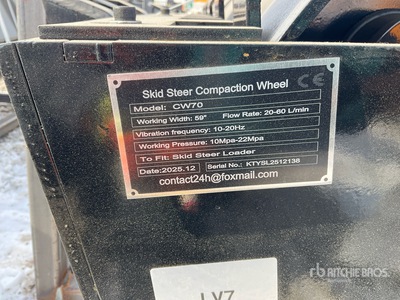 Skid Steer Compaction Wheel CE
Model: CW70
Working Width: 59" Flow Rate: 20-60 L/min
Vibration frequency: 10-20Hz
Working Pressure: 10Mpa-22Mpa
To Fit: Skid Steer Loader
Date:2025.12 Serial No.: KTYSL2512138
contact24h@foxmail.com
rb RITCHIE BROS.